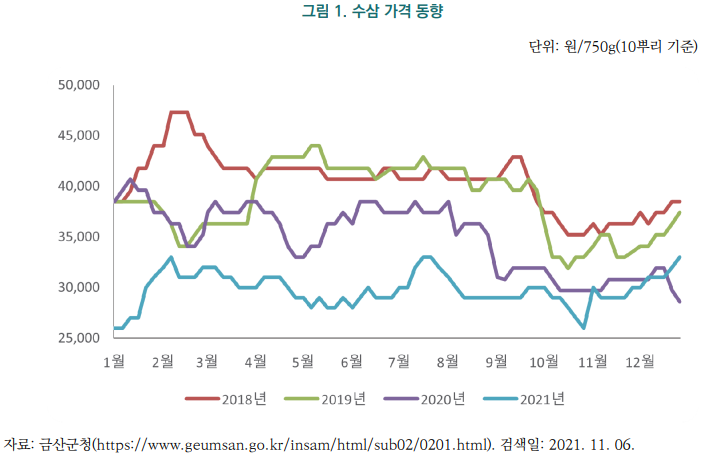 그림 1. 수삼 가격 동향
단위: 원/750g(10뿌리 기준)
50,000
45,000
40,000
35,000
30,000
25,000
1월 2월 3월 4월 5월 6월 7월 8월 9월 10월 11월 12월
2018년 2019년 2020년 2021년
자료: 금산군청(https://www.geumsan.go.kr/insam/html/sub02/0201.html). 검색일: 2021. 11. 06.